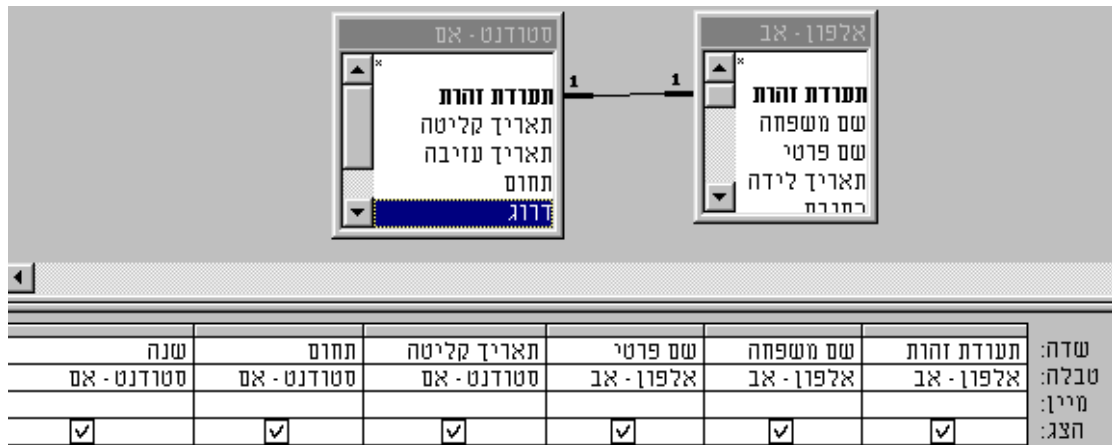 אלפון - אב
*
תעודת זהות
שם משפחה
שם פרטי
תאריך לידה
כתובת
1
1
סטודנט - אם
*
תעודת זהות
תאריך קליטה
תאריך עזיבה
תחום
דרוג
שדה: תעודת זהות שם משפחה שם פרטי תאריך קליטה תחום שנה
טבלה: אלפון - אב אלפון - אב אלפון - אב סטודנט - אם סטודנט - אם סטודנט - אם
מיין:
הצג: